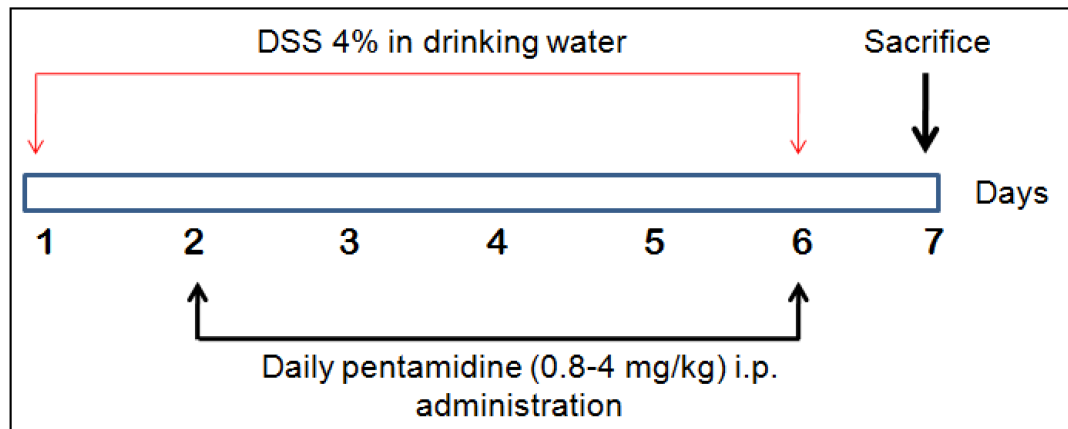 DSS 4% in drinking water
Sacrifice
Days
1 2 3 4 5 6 7
Daily pentamidine (0.8-4 mg/kg) i.p.
administration